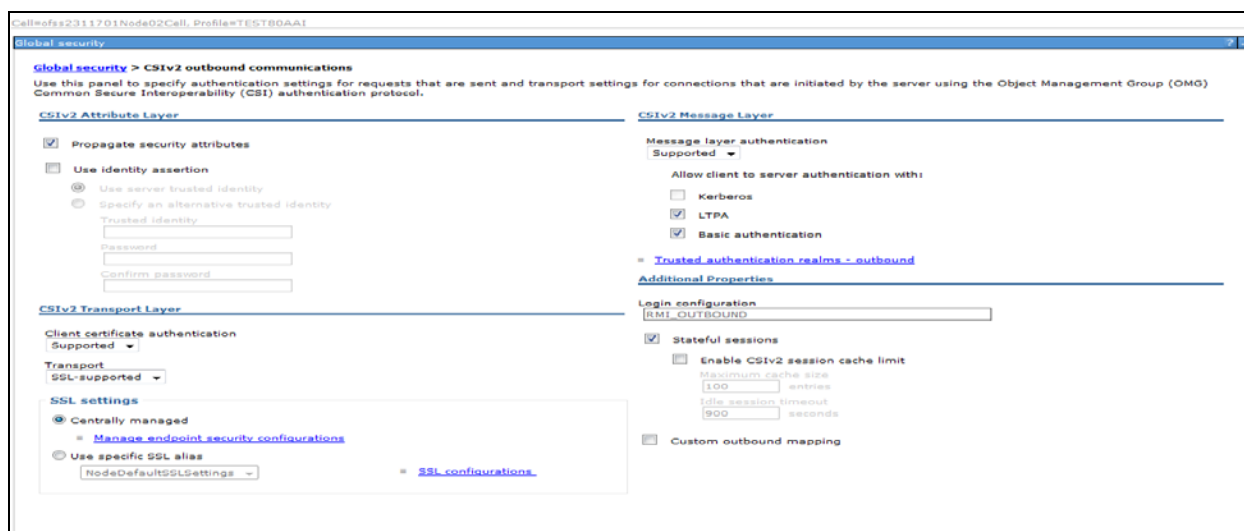 Cell=ofss2311701Node02Cell, Profile=TEST80AAI
Global security
?
Global security > CSIv2 outbound communications
Use this panel to specify authentication settings for requests that are sent and transport settings for connections that are initiated by the server using the Object Management Group (OMG)
Common Secure Interoperability (CSI) authentication protocol.
CSIv2 Attribute Layer
Propagate security attributes
Use identity assertion
Use server trusted identity
Specify an alternative trusted identity
Trusted identity
Password
Confirm password
CSIv2 Transport Layer
Client certificate authentication
Supported
Transport
SSL-supported
SSL settings
Centrally managed
Manage endpoint security configurations
Use specific SSL alias
NodeDefaultSSLSettings
SSL configurations
CSIv2 Message Layer
Message layer authentication
Supported
Allow client to server authentication with:
Kerberos
LTPA
Basic authentication
Trusted authentication realms - outbound
Additional Properties
Login configuration
RMI_OUTBOUND
Stateful sessions
Enable CSIv2 session cache limit
Maximum cache size
100 entries
Idle session timeout
900 seconds
Custom outbound mapping